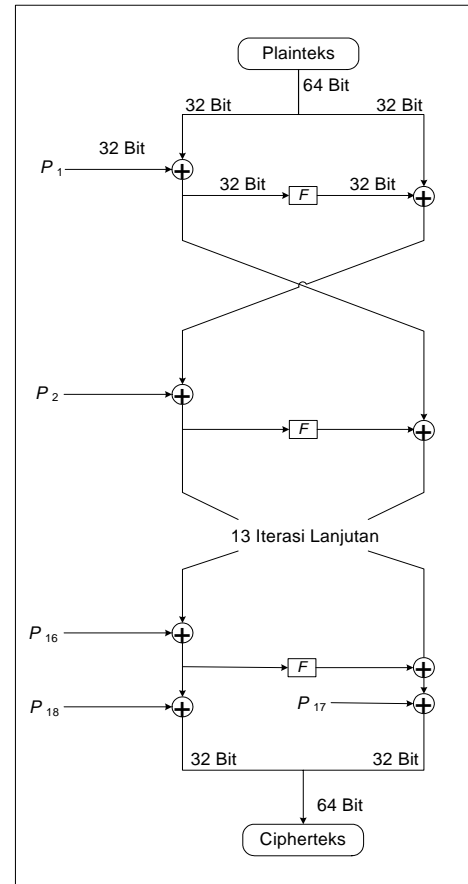 Plainteks
64 Bit
32 Bit 32 Bit
32 Bit
P 1
32 Bit F 32 Bit
P 2
F
13 Iterasi Lanjutan
P 16
F
P 18 P 17
32 Bit 32 Bit
64 Bit
Cipherteks